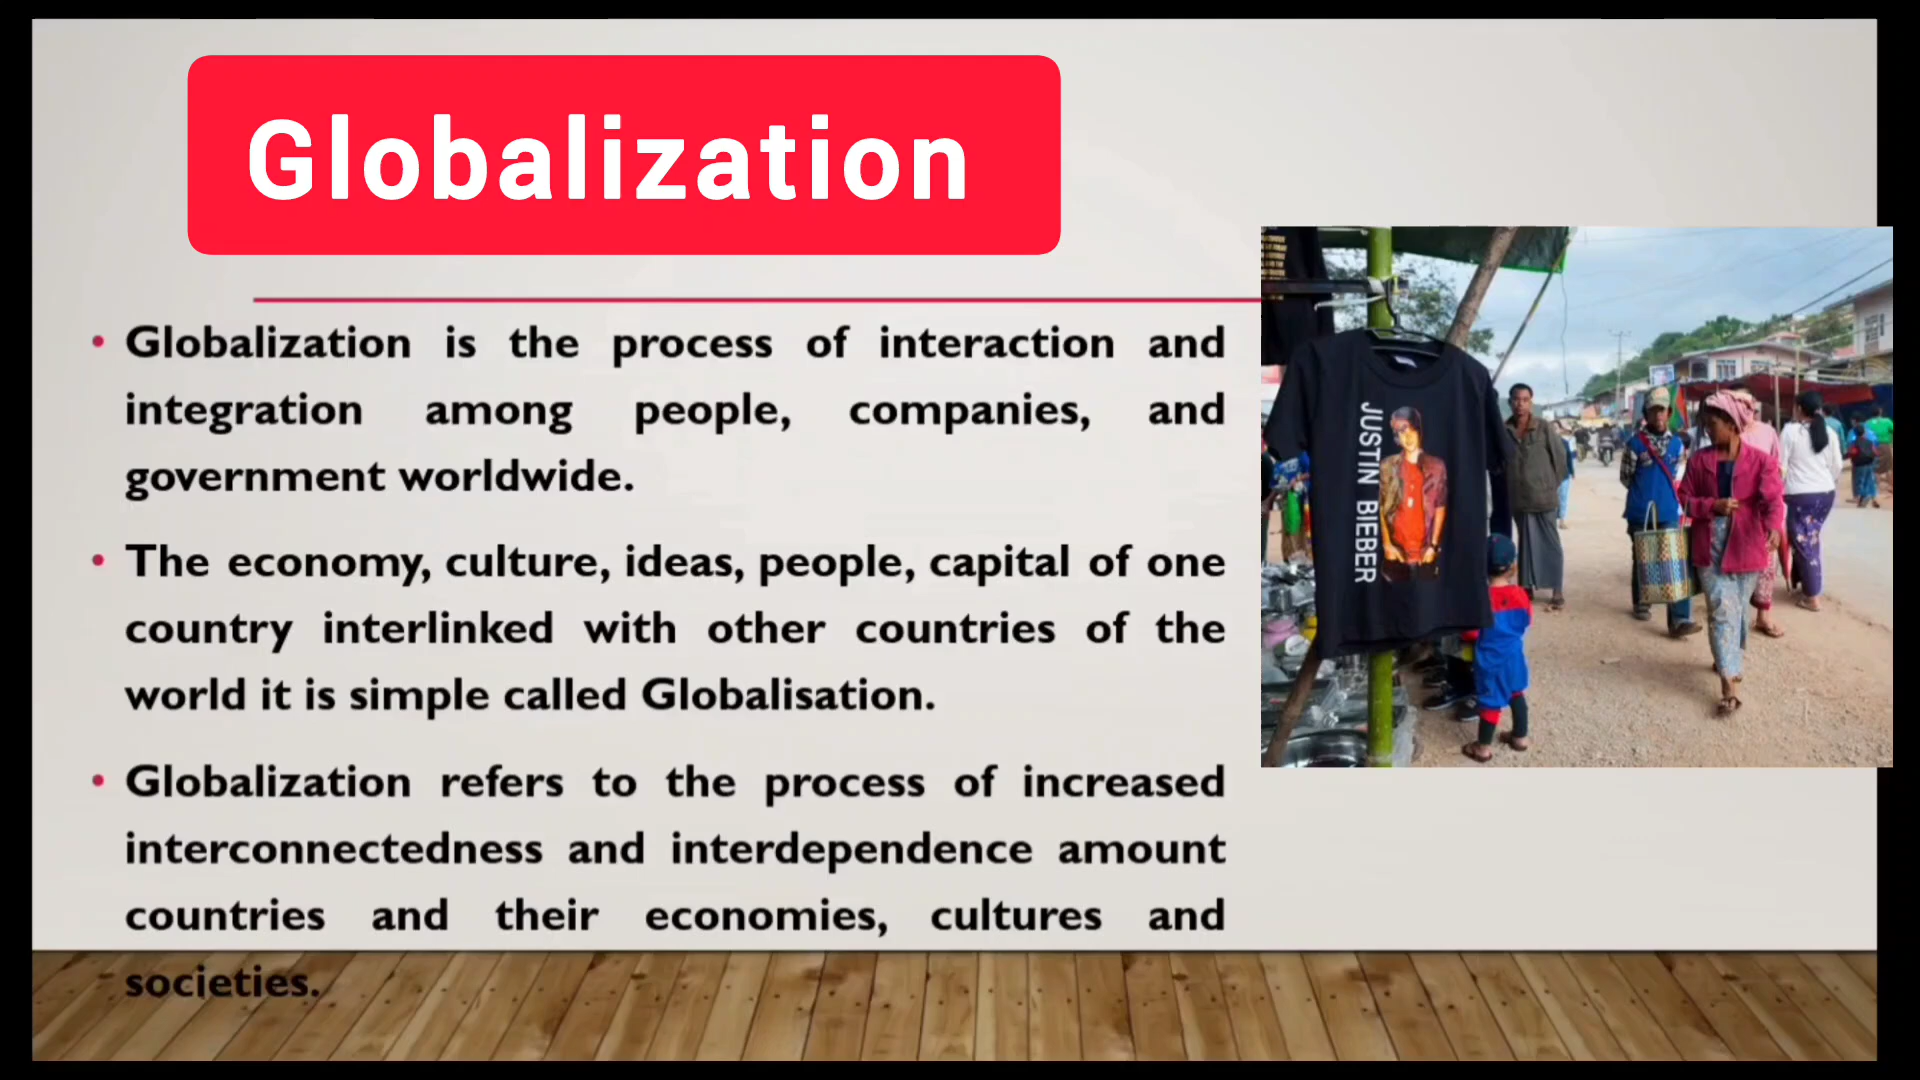 Globalization
• Globalization is the process of interaction and
integration among people, companies, and
government worldwide.
• The economy, culture, ideas, people, capital of one
country interlinked with other countries of the
world it is simple called Globalisation.
• Globalization refers to the process of increased
interconnectedness and interdependence amount
countries and their economies, cultures and
societies.
JUSTIN BIEBER